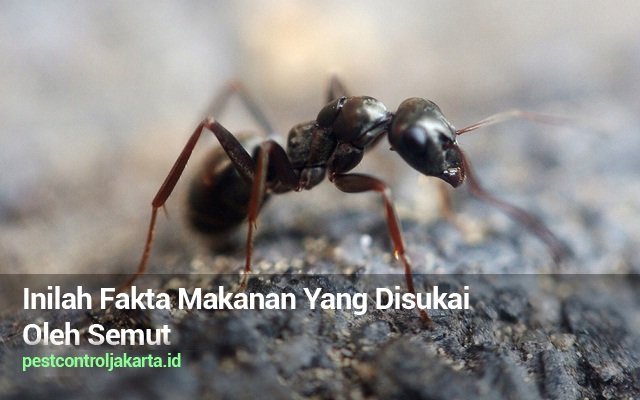 Inilah Fakta Makanan Yang Disukai
Oleh Semut
pestcontroljakarta.id